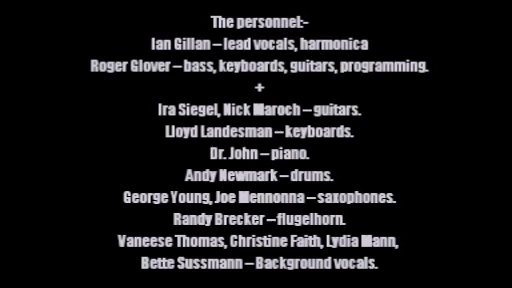 The personnel:-
Ian Gillan – lead vocals, harmonica
Roger Glover – bass, keyboards, guitars, programming.
+
Ira Siegel, Nick Maroch – guitars.
Lloyd Landesman – keyboards.
Dr. John – piano.
Andy Newmark – drums.
George Young, Joe Mennonna – saxophones.
Randy Brecker – flugelhorn.
Vaneese Thomas, Christine Faith, Lydia Mann,
Bette Sussmann – Background vocals.